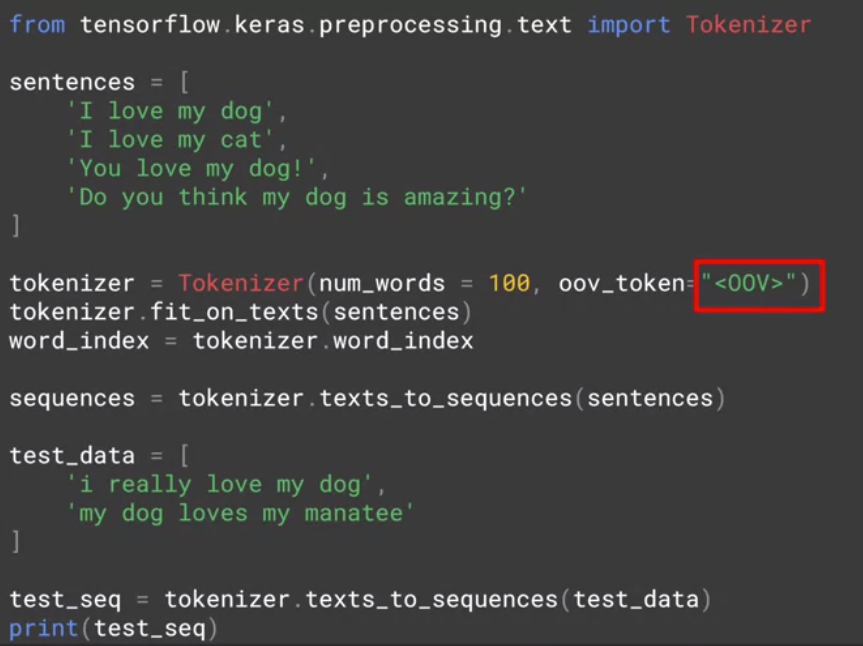 from tensorflow.keras.preprocessing.text import Tokenizer
sentences = [
    'I love my dog',
    'I love my cat',
    'You love my dog!',
    'Do you think my dog is amazing?'
]
tokenizer = Tokenizer(num_words = 100, oov_token="<OOV>")
tokenizer.fit_on_texts(sentences)
word_index = tokenizer.word_index
sequences = tokenizer.texts_to_sequences(sentences)
test_data = [
    'i really love my dog',
    'my dog loves my manatee'
]
test_seq = tokenizer.texts_to_sequences(test_data)
print(test_seq)